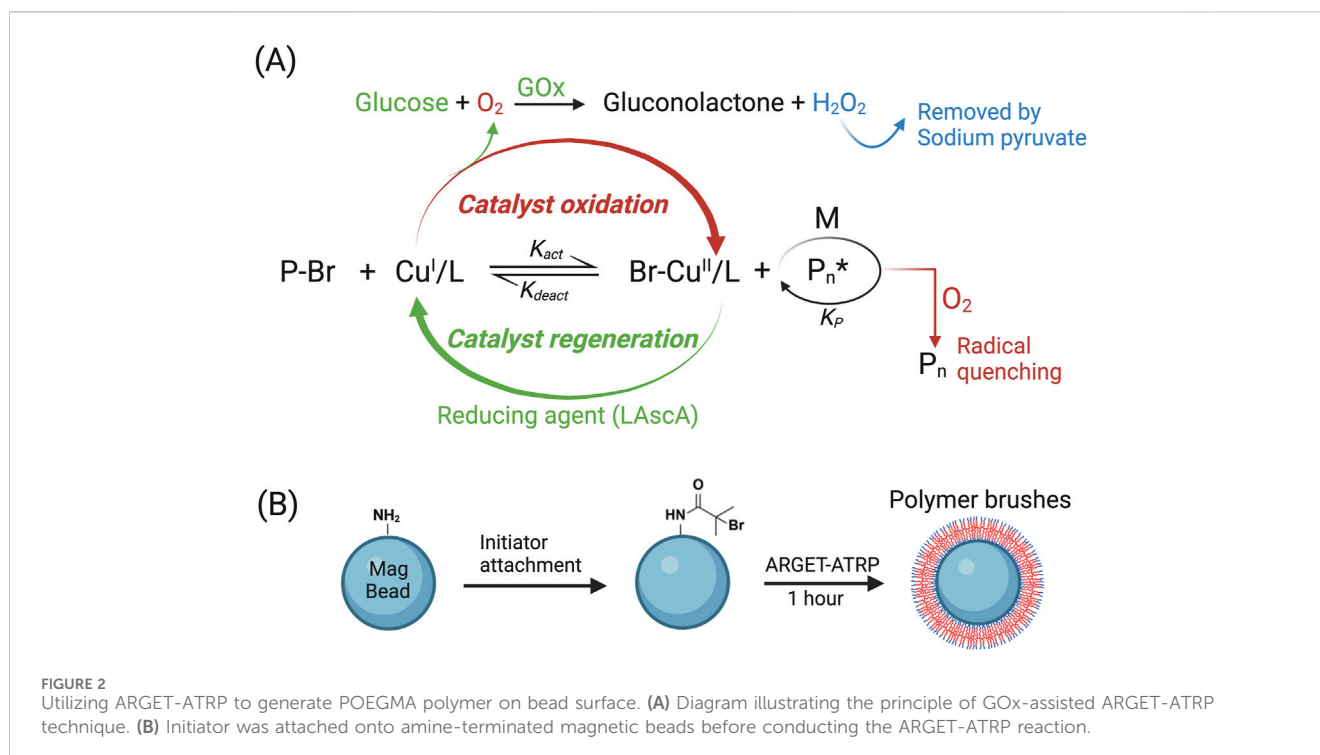 (A)
Glucose + O₂ GOx Gluconolactone + H₂O₂
Removed by
Sodium pyruvate
Catalyst oxidation
M
P-Br + Cuᴵ/L Kact Br-Cuᴵᴵ/L + Pₙ*
Kdeact
KP
O₂
Catalyst regeneration
Pₙ Radical
quenching
Reducing agent (LAscA)
(B)
NH₂
Mag
Bead
Initiator
attachment
O
HN
Br
ARGET-ATRP
1 hour
Polymer brushes
FIGURE 2
Utilizing ARGET-ATRP to generate POEGMA polymer on bead surface. (A) Diagram illustrating the principle of GOx-assisted ARGET-ATRP
technique. (B) Initiator was attached onto amine-terminated magnetic beads before conducting the ARGET-ATRP reaction.